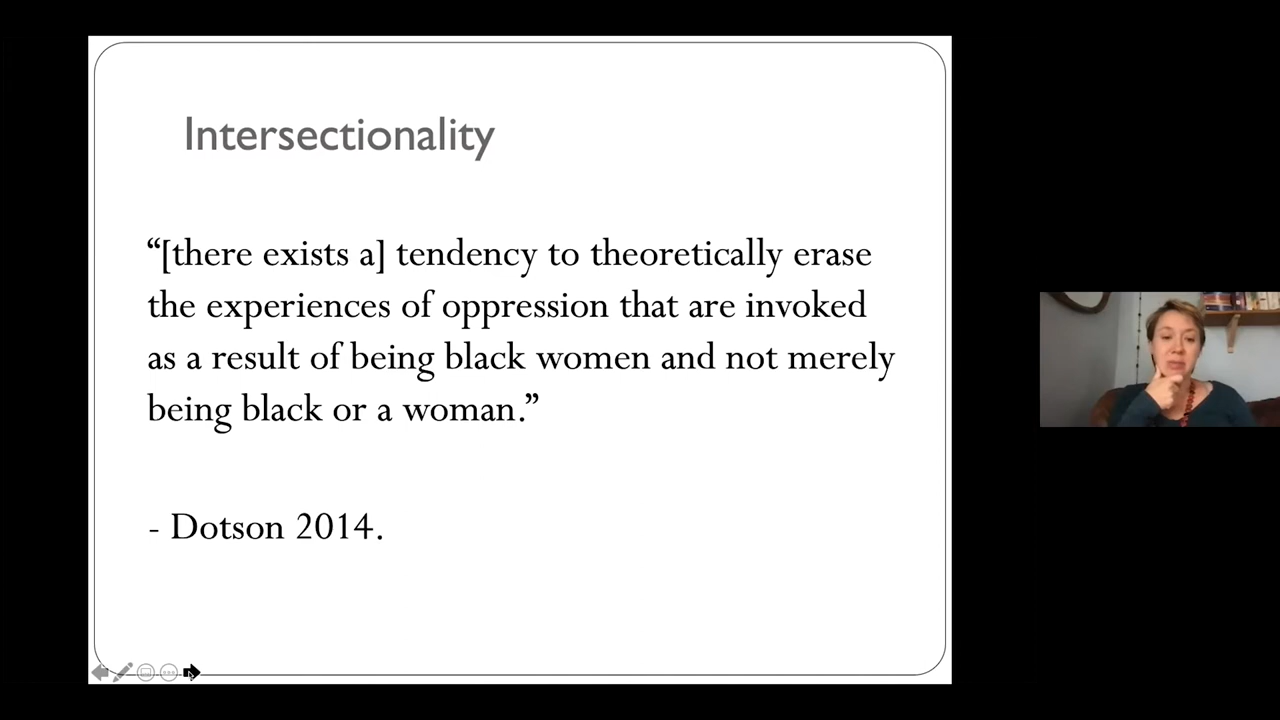 Intersectionality
“[there exists a] tendency to theoretically erase
the experiences of oppression that are invoked
as a result of being black women and not merely
being black or a woman.”
- Dotson 2014.